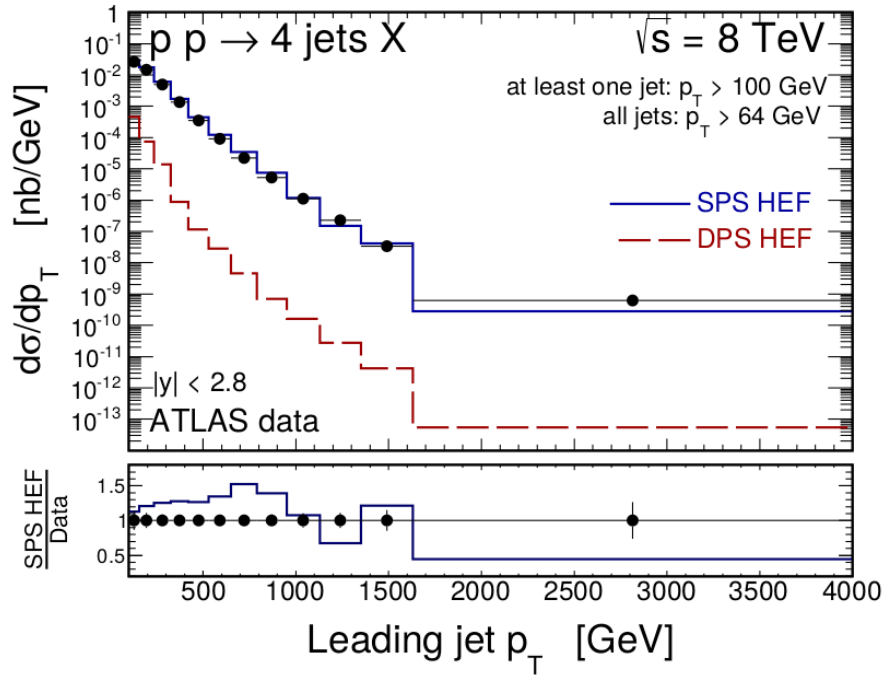 p p → 4 jets X
√s = 8 TeV
at least one jet: p_T > 100 GeV
all jets: p_T > 64 GeV
SPS HEF
DPS HEF
|y| < 2.8
ATLAS data
dσ/dp_T [nb/GeV]
1
10^-1
10^-2
10^-3
10^-4
10^-5
10^-6
10^-7
10^-8
10^-9
10^-10
10^-11
10^-12
10^-13
SPS HEF
Data
1.5
1
0.5
500 1000 1500 2000 2500 3000 3500 4000
Leading jet p_T [GeV]